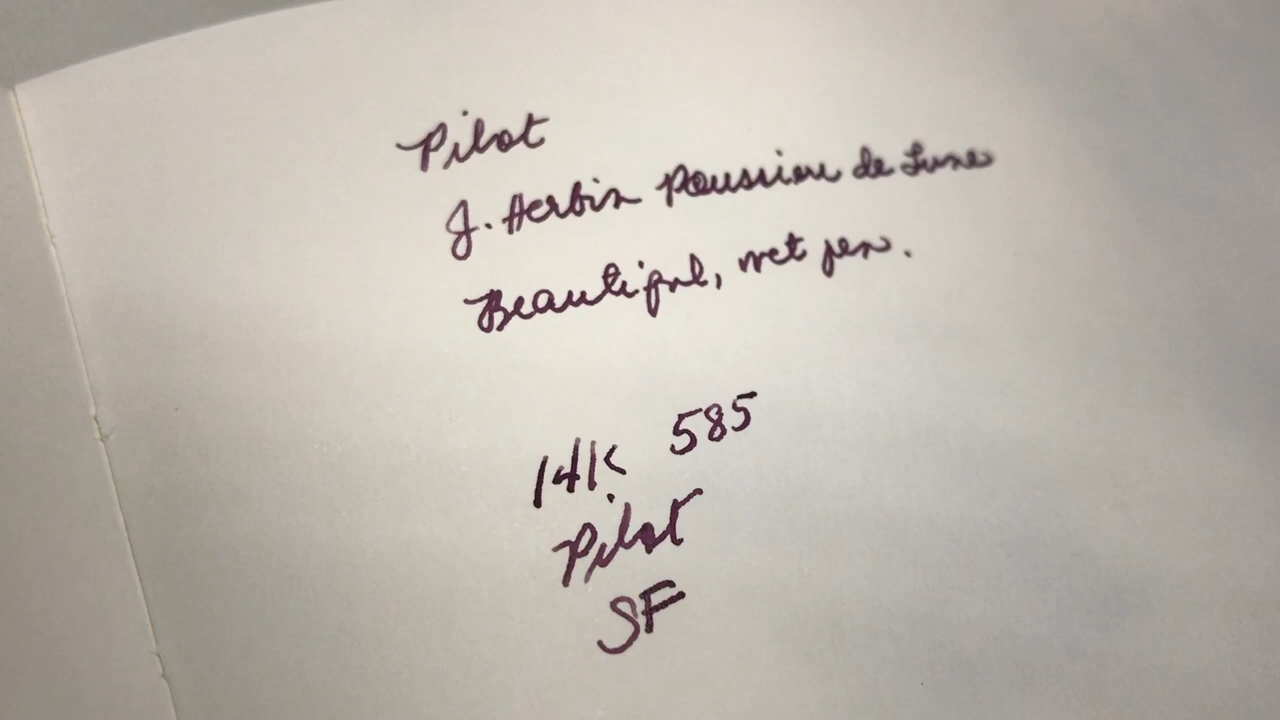 Pilot
J. Herbin Poussiere de Lune
Beautiful, wet pen.
14K 585
Pilot
SF